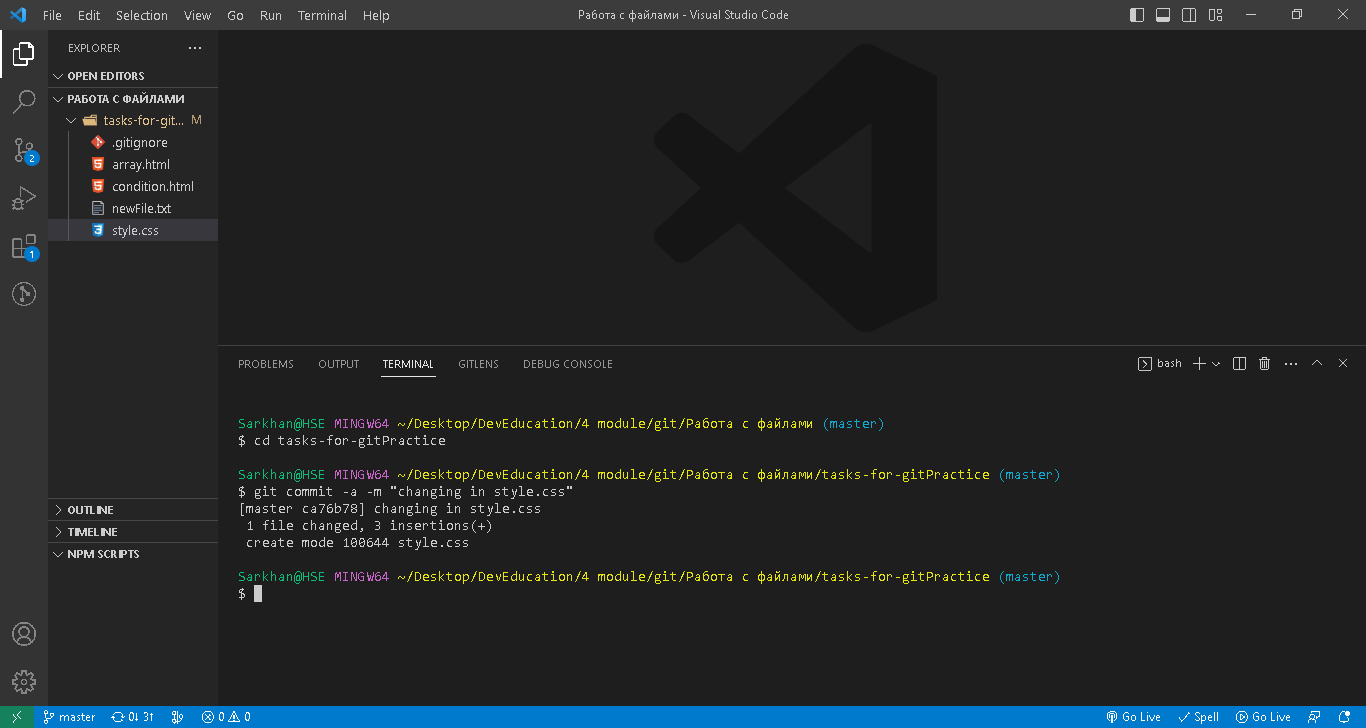 File Edit Selection View Go Run Terminal Help
Работа с файлами - Visual Studio Code
EXPLORER
OPEN EDITORS
РАБОТА С ФАЙЛАМИ
tasks-for-git... M
.gitignore
array.html
condition.html
newFile.txt
style.css
2
1
OUTLINE
TIMELINE
NPM SCRIPTS
PROBLEMS OUTPUT TERMINAL GITLENS DEBUG CONSOLE
bash
Sarkhan@HSE MINGW64 ~/Desktop/DevEducation/4 module/git/Работа с файлами (master)
$ cd tasks-for-gitPractice
Sarkhan@HSE MINGW64 ~/Desktop/DevEducation/4 module/git/Работа с файлами/tasks-for-gitPractice (master)
$ git commit -a -m "changing in style.css"
[master ca76b78] changing in style.css
1 file changed, 3 insertions(+)
create mode 100644 style.css
Sarkhan@HSE MINGW64 ~/Desktop/DevEducation/4 module/git/Работа с файлами/tasks-for-gitPractice (master)
$
master 0↓ 3↑ 0 0
Go Live Spell Go Live